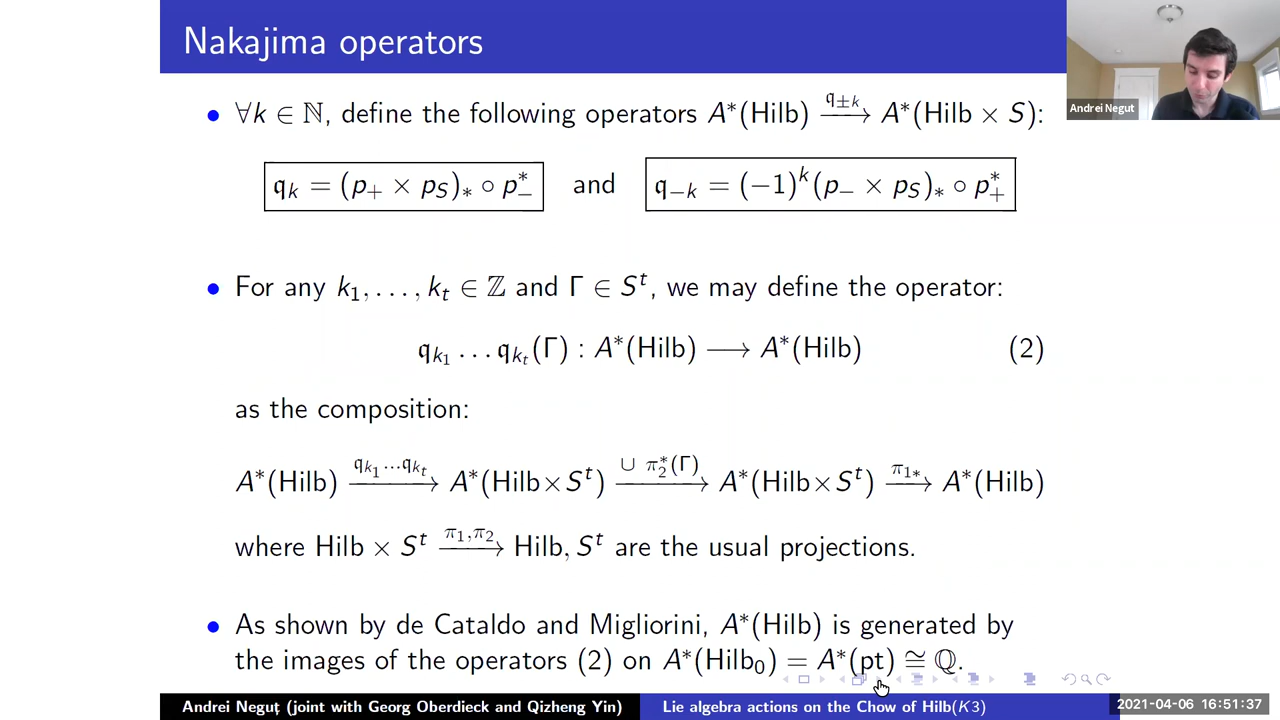 Nakajima operators
Andrei Negut
• ∀k ∈ ℕ, define the following operators A*(Hilb) —q±k→ A*(Hilb × S):
q_k = (p_+ × p_S)_* ∘ p_-^* and q_{-k} = (−1)^k (p_- × p_S)_* ∘ p_+^*
• For any k_1, . . . , k_t ∈ ℤ and Γ ∈ S^t, we may define the operator:
q_{k_1} . . . q_{k_t}(Γ) : A*(Hilb) ⟶ A*(Hilb) (2)
as the composition:
A*(Hilb) —q_{k_1}...q_{k_t}→ A*(Hilb×S^t) —∪ π_2^*(Γ)→ A*(Hilb×S^t) —π_{1*}→ A*(Hilb)
where Hilb × S^t —π_1,π_2→ Hilb, S^t are the usual projections.
• As shown by de Cataldo and Migliorini, A*(Hilb) is generated by
the images of the operators (2) on A*(Hilb_0) = A*(pt) ≅ ℚ.
Andrei Neguț (joint with Georg Oberdieck and Qizheng Yin) Lie algebra actions on the Chow of Hilb(K3) 2021-04-06 16:51:37